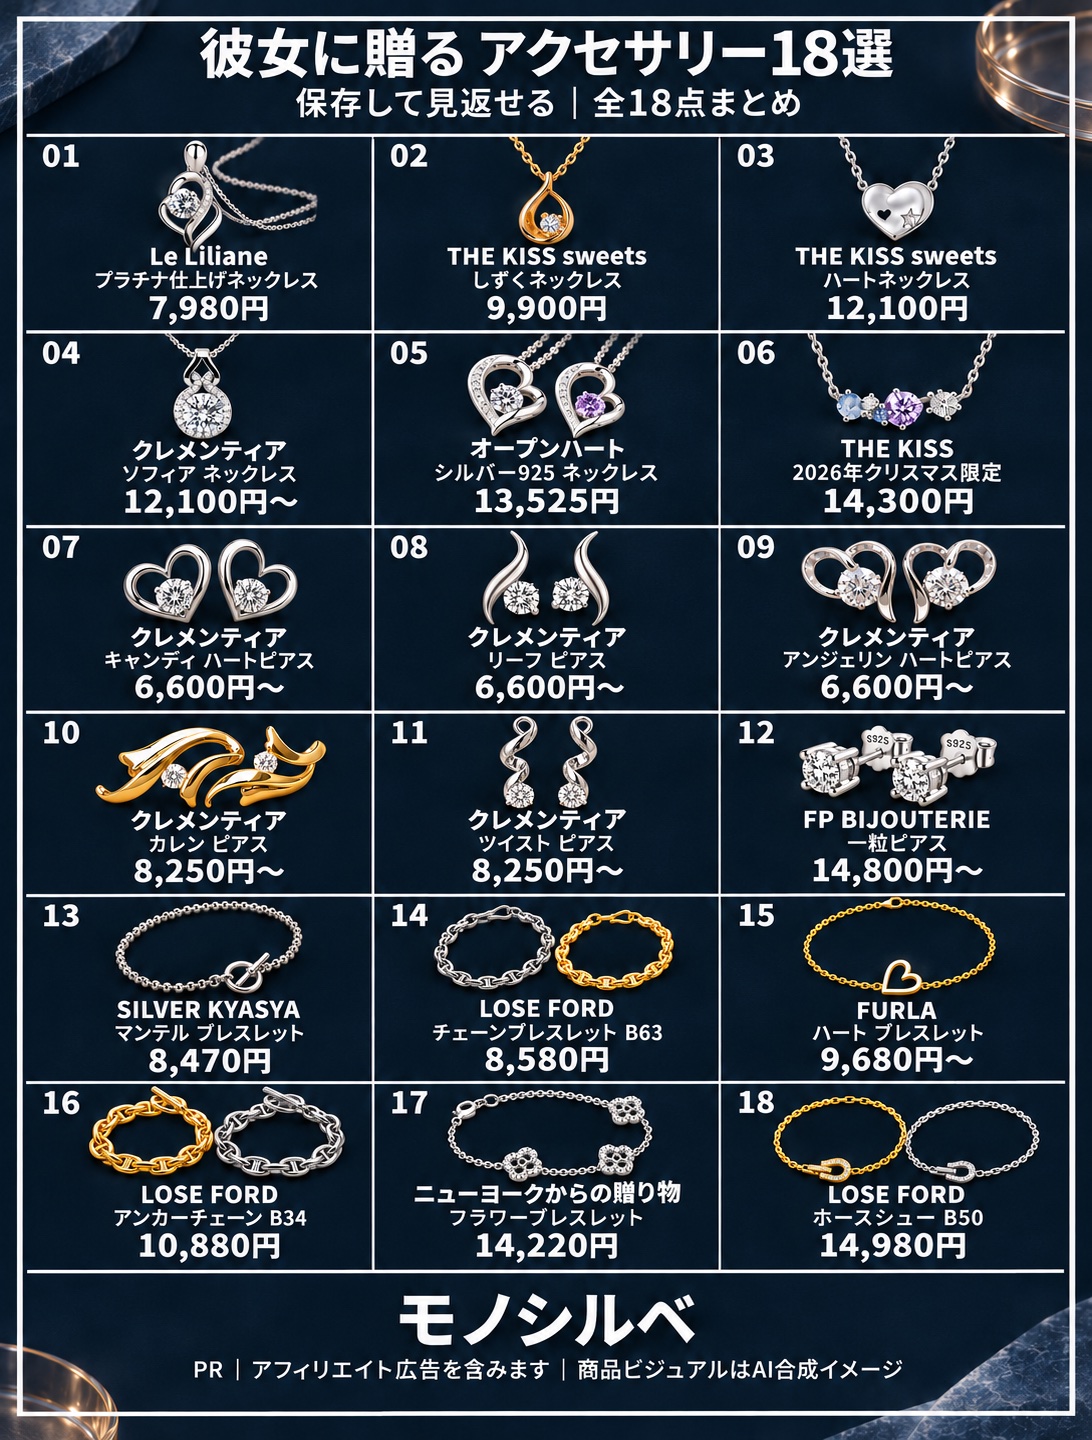 彼女に贈る アクセサリー18選
保存して見返せる｜全18点まとめ
01
Le Liliane
プラチナ仕上げネックレス
7,980円
02
THE KISS sweets
しずくネックレス
9,900円
03
THE KISS sweets
ハートネックレス
12,100円
04
クレメンティア
ソフィア ネックレス
12,100円～
05
オープンハート
シルバー925 ネックレス
13,525円
06
THE KISS
2026年クリスマス限定
14,300円
07
クレメンティア
キャンディ ハートピアス
6,600円～
08
クレメンティア
リーフ ピアス
6,600円～
09
クレメンティア
アンジェリン ハートピアス
6,600円～
10
クレメンティア
カレン ピアス
8,250円～
11
クレメンティア
ツイスト ピアス
8,250円～
12
S925 S925
FP BIJOUTERIE
一粒ピアス
14,800円～
13
SILVER KYASYA
マンテル ブレスレット
8,470円
14
LOSE FORD
チェーンブレスレット B63
8,580円
15
FURLA
ハート ブレスレット
9,680円～
16
LOSE FORD
アンカーチェーン B34
10,880円
17
ニューヨークからの贈り物
フラワーブレスレット
14,220円
18
LOSE FORD
ホースシュー B50
14,980円
モノシルベ
PR｜アフィリエイト広告を含みます｜商品ビジュアルはAI合成イメージ